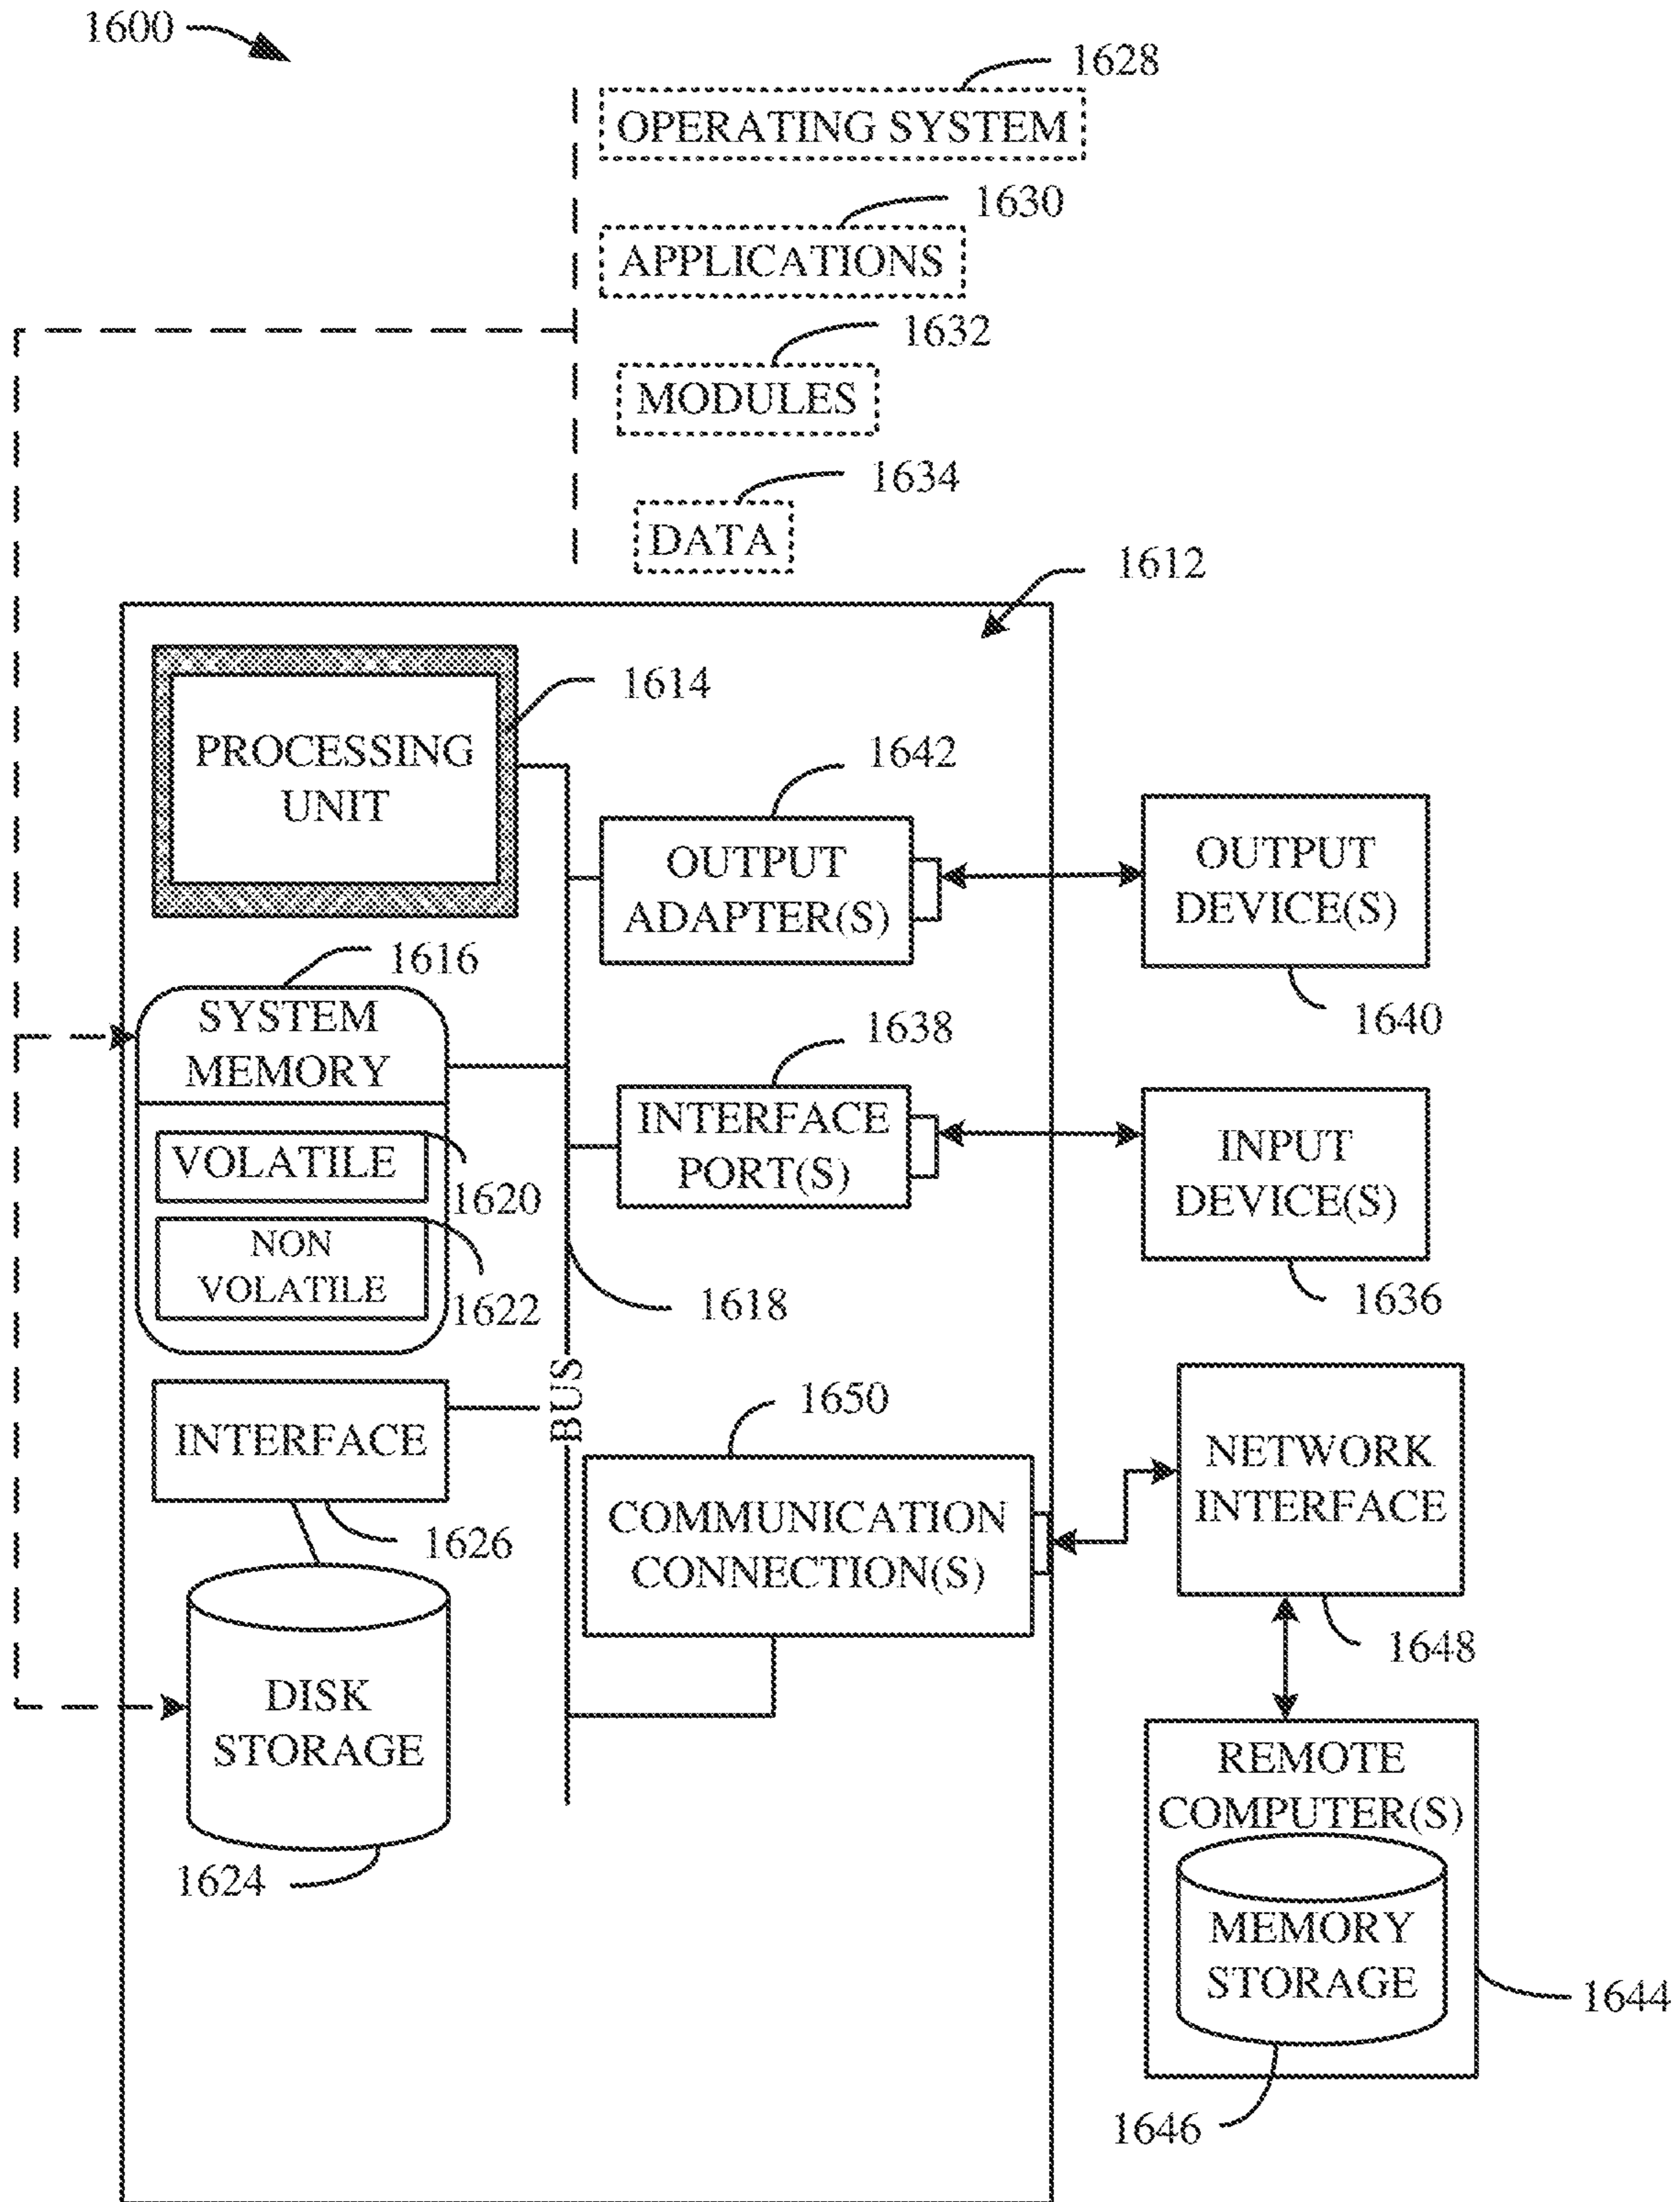 1600
1628
OPERATING SYSTEM
1630
APPLICATIONS
1632
MODULES
1634
DATA
1612
1614
PROCESSING
UNIT
1642
OUTPUT
ADAPTER(S)
OUTPUT
DEVICE(S)
1640
1616
SYSTEM
MEMORY
VOLATILE
1620
NON
VOLATILE
1622
1638
INTERFACE
PORT(S)
INPUT
DEVICE(S)
1636
1618
BUS
INTERFACE
1626
1650
COMMUNICATION
CONNECTION(S)
NETWORK
INTERFACE
1648
DISK
STORAGE
1624
REMOTE
COMPUTER(S)
MEMORY
STORAGE
1644
1646